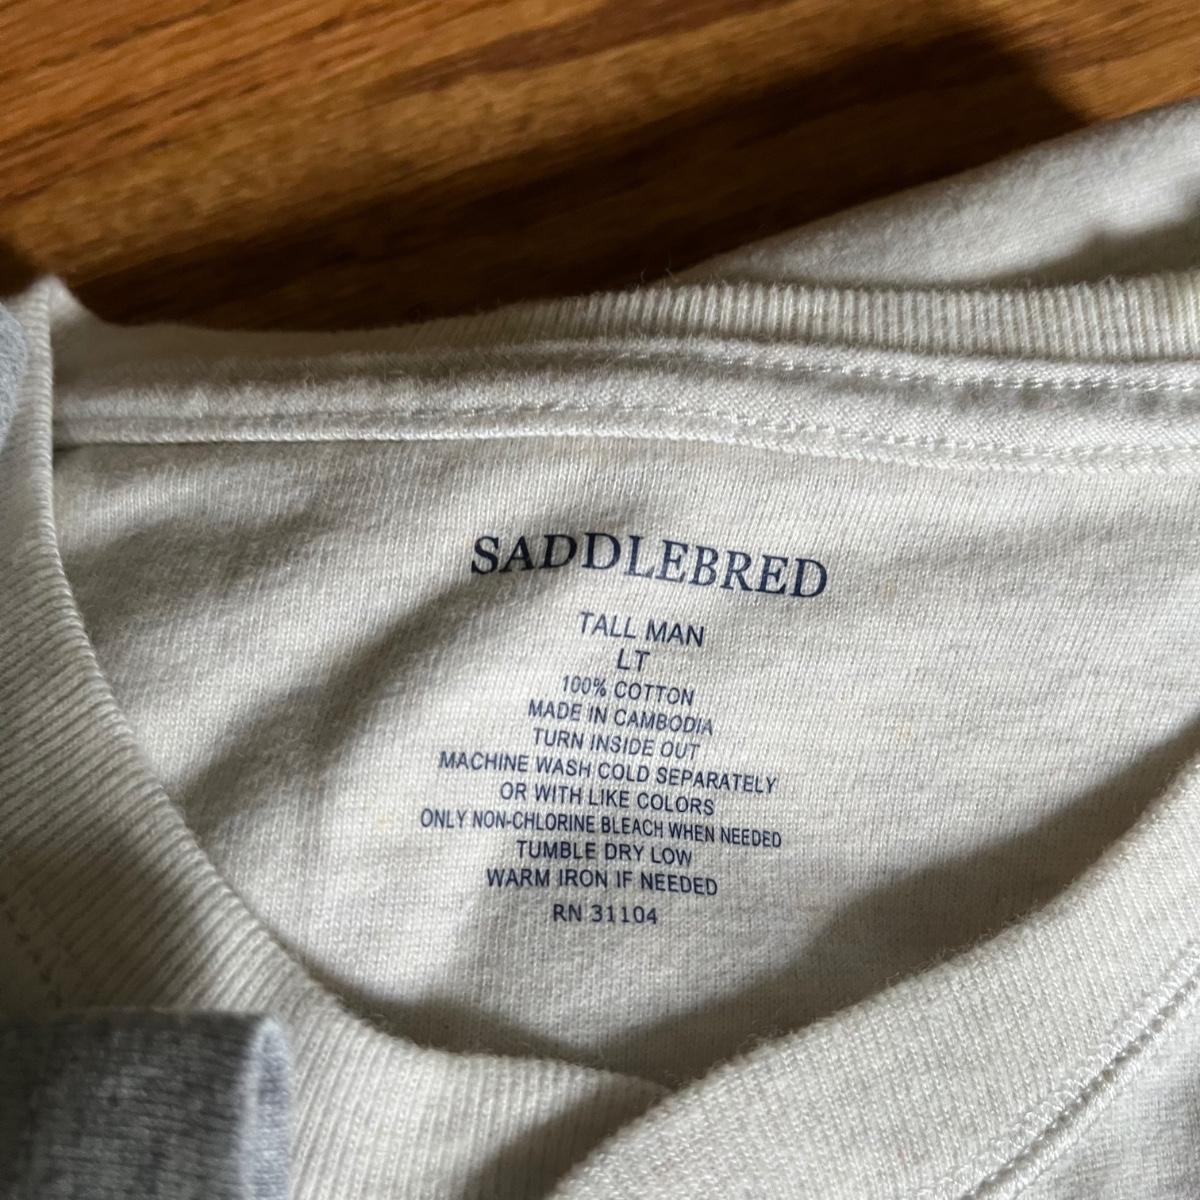 SADDLEBRED
TALL MAN
LT
100% COTTON
MADE IN CAMBODIA
TURN INSIDE OUT
MACHINE WASH COLD SEPARATELY
OR WITH LIKE COLORS
ONLY NON-CHLORINE BLEACH WHEN NEEDED
TUMBLE DRY LOW
WARM IRON IF NEEDED
RN 31104